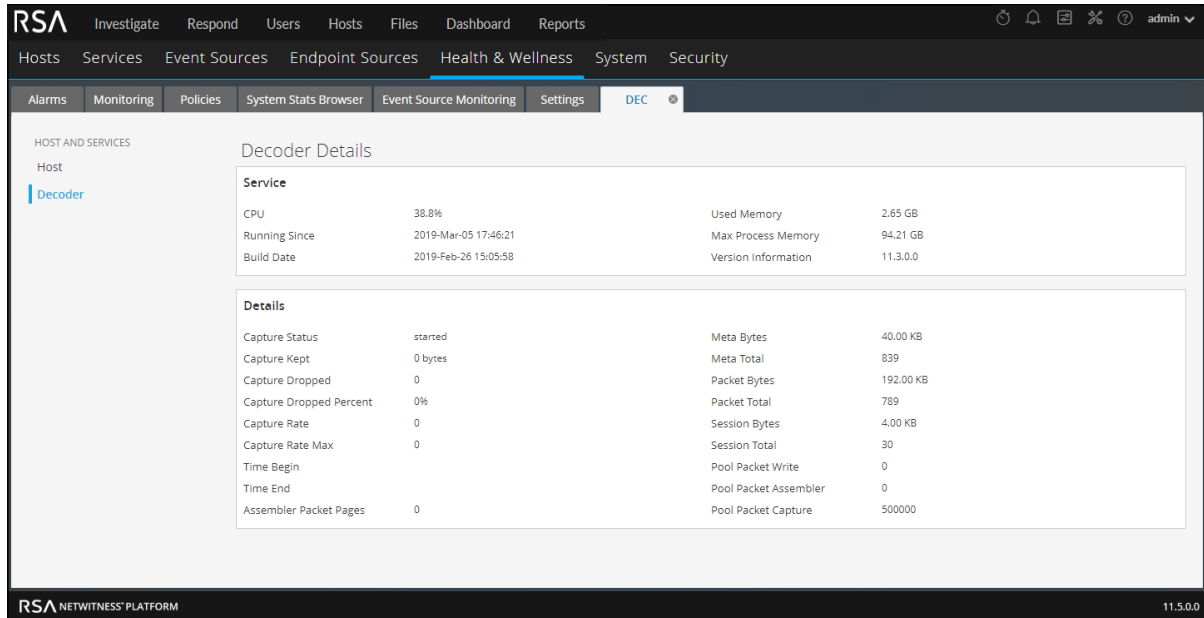 RSA Investigate Respond Users Hosts Files Dashboard Reports admin
Hosts Services Event Sources Endpoint Sources Health & Wellness System Security
Alarms Monitoring Policies System Stats Browser Event Source Monitoring Settings DEC
HOST AND SERVICES
Host
Decoder
Decoder Details
Service
CPU 38.8% Used Memory 2.65 GB
Running Since 2019-Mar-05 17:46:21 Max Process Memory 94.21 GB
Build Date 2019-Feb-26 15:05:58 Version Information 11.3.0.0
Details
Capture Status started Meta Bytes 40.00 KB
Capture Kept 0 bytes Meta Total 839
Capture Dropped 0 Packet Bytes 192.00 KB
Capture Dropped Percent 0% Packet Total 789
Capture Rate 0 Session Bytes 4.00 KB
Capture Rate Max 0 Session Total 30
Time Begin Pool Packet Write 0
Time End Pool Packet Assembler 0
Assembler Packet Pages 0 Pool Packet Capture 500000
RSA NETWITNESS® PLATFORM 11.5.0.0